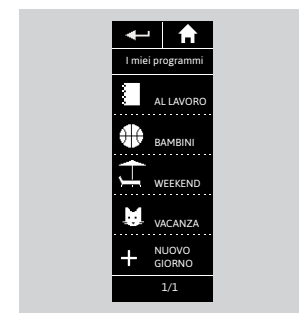 I miei programmi
AL LAVORO
BAMBINI
WEEKEND
VACANZA
NUOVO
GIORNO
1/1